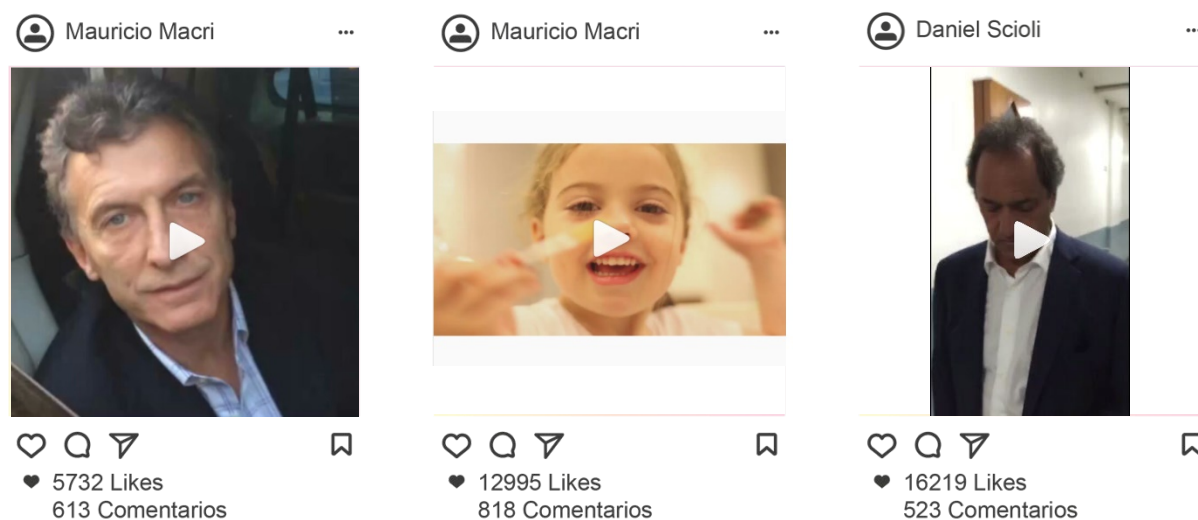 Mauricio Macri
5732 Likes
613 Comentarios
Mauricio Macri
12995 Likes
818 Comentarios
Daniel Scioli
16219 Likes
523 Comentarios